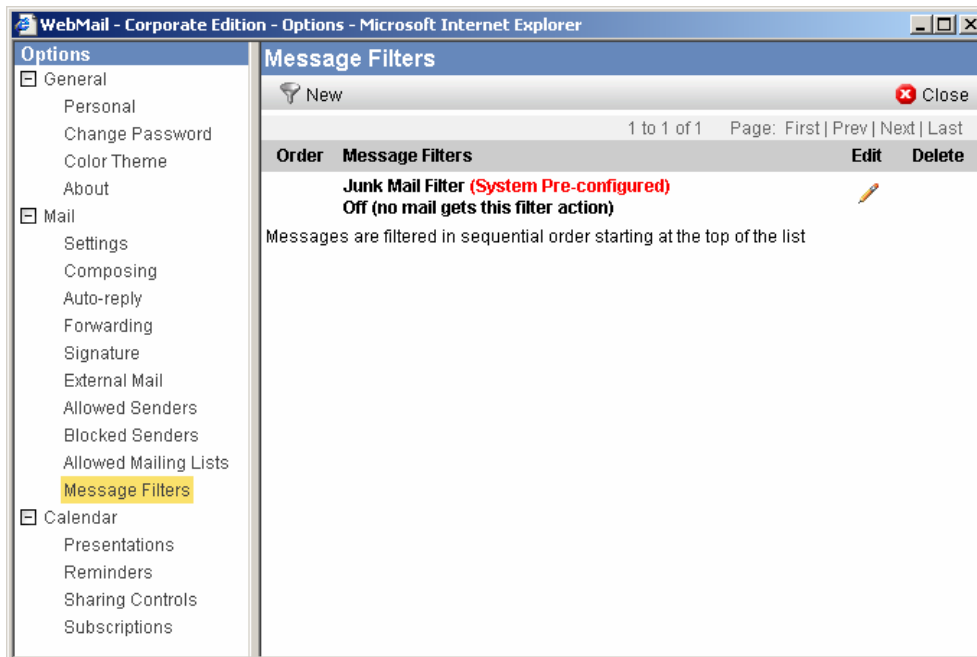 WebMail - Corporate Edition - Options - Microsoft Internet Explorer
Options
General
Personal
Change Password
Color Theme
About
Mail
Settings
Composing
Auto-reply
Forwarding
Signature
External Mail
Allowed Senders
Blocked Senders
Allowed Mailing Lists
Message Filters
Calendar
Presentations
Reminders
Sharing Controls
Subscriptions
Message Filters
New Close
1 to 1 of 1 Page: First | Prev | Next | Last
Order Message Filters Edit Delete
Junk Mail Filter (System Pre-configured)
Off (no mail gets this filter action)
Messages are filtered in sequential order starting at the top of the list